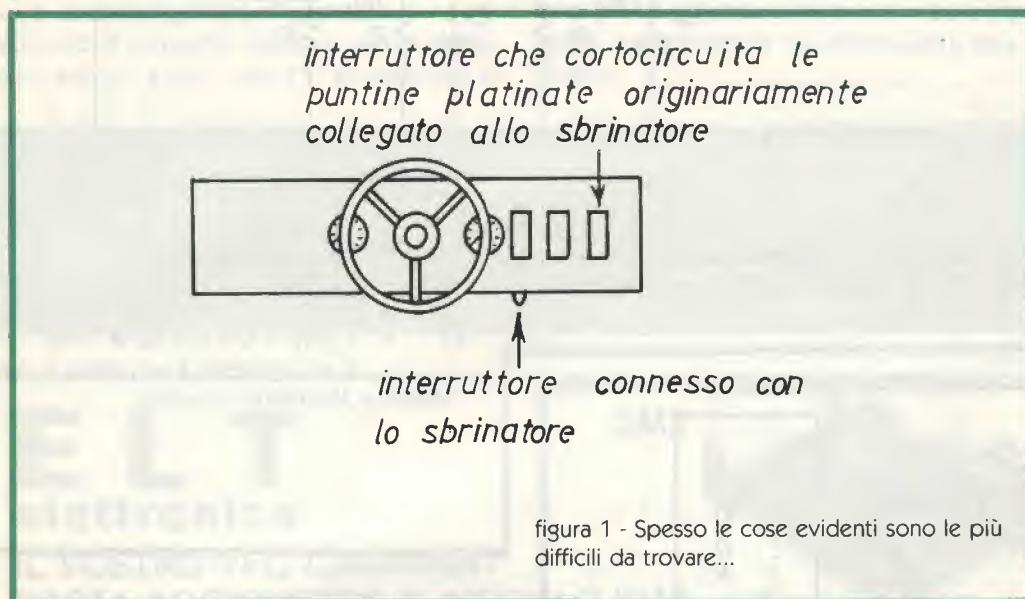 interruttore che cortocircuita le
puntine platinate originariamente
collegato allo sbrinatore
interruttore connesso con
lo sbrinatore
figura 1 - Spesso le cose evidenti sono le più
difficili da trovare...